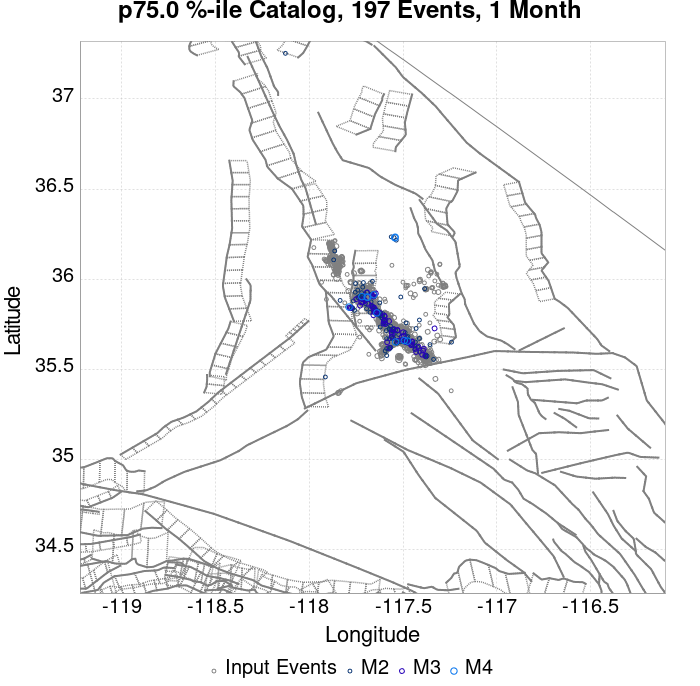 p75.0 %-ile Catalog, 197 Events, 1 Month
37
36.5
36
35.5
35
34.5
Latitude
-119
-118.5
-118
-117.5
-117
-116.5
Longitude
Input Events
M2
M3
M4